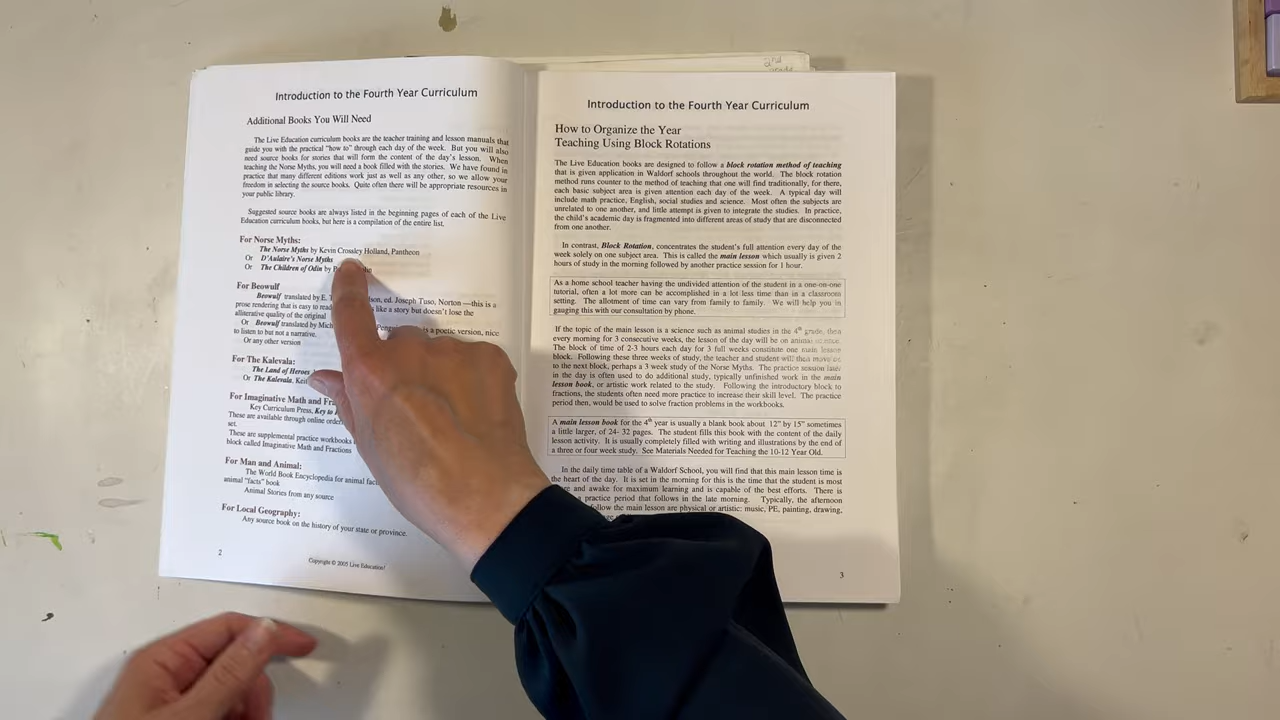 2nd
Introduction to the Fourth Year Curriculum
Additional Books You Will Need
The Live Education curriculum books are the teacher training and lesson manuals that
guide you with the practical "how to" through each day of the week. But you will also
need source books for stories that will form the content of the day's lesson. When
teaching the Norse Myths, you will need a book filled with the stories. We have found in
practice that many different editions work just as well as any other, so we allow your
freedom in selecting the source books. Quite often there will be appropriate resources in
your public library.
Suggested source books are always listed in the beginning pages of each of the Live
Education curriculum books, but here is a compilation of the entire list.
For Norse Myths:
The Norse Myths by Kevin Crossley Holland, Pantheon
Or D'Aulaire's Norse Myths
Or The Children of Odin by
For Beowulf
Beowulf translated by E. T. son, ed. Joseph Tuso, Norton —this is a
prose rendering that is easy to read like a story but doesn't lose the
alliterative quality of the original
Or Beowulf translated by Mich is a poetic version, nice
to listen to but not a narrative.
Or any other version
For The Kalevala:
The Land of Heroes
Or The Kalevala, Keit
For Imaginative Math and Fra
Key Curriculum Press, Key to
These are available through online order
set.
These are supplemental practice workbooks
block called Imaginative Math and Fractions
For Man and Animal:
The World Book Encyclopedia for animal fac
animal "facts" book
Animal Stories from any source
For Local Geography:
Any source book on the history of your state or province.
2
Copyright © 2005 Live Education!
Introduction to the Fourth Year Curriculum
How to Organize the Year
Teaching Using Block Rotations
The Live Education books are designed to follow a block rotation method of teaching
that is given application in Waldorf schools throughout the world. The block
rotation method runs counter to the method of teaching that one will find traditionally, for there,
each basic subject area is given attention each day of the week. A typical day will
include math practice, English, social studies and science. Most often the subjects are
unrelated to one another, and little attempt is given to integrate the studies. In practice,
the child's academic day is fragmented into different areas of study that are disconnected
from one another.
In contrast, Block Rotation, concentrates the student's full attention every day of the
week solely on one subject area. This is called the main lesson which usually is given 2
hours of study in the morning followed by another practice session for 1 hour.
As a home school teacher having the undivided attention of the student in a one-on-one
tutorial, often a lot more can be accomplished in a lot less time than in a classroom
setting. The allotment of time can vary from family to family. We will help you in
gauging this with our consultation by phone.
If the topic of the main lesson is a science such as animal studies in the 4th grade, then
every morning for 3 consecutive weeks, the lesson of the day will be on animal
The block of time of 2-3 hours each day for 3 full weeks constitute one main lesson
block. Following these three weeks of study, the teacher and student will then move on
to the next block, perhaps a 3 week study of the Norse Myths. The practice session later
in the day is often used to do additional study, typically unfinished work in the main
lesson book, or artistic work related to the study. Following the introductory block to
fractions, the students often need more practice to increase their skill level. The practice
period then, would be used to solve fraction problems in the workbooks.
A main lesson book for the 4th year is usually a blank book about 12" by 15" sometimes
a little larger, of 24- 32 pages. The student fills this book with the content of the daily
lesson activity. It is usually completely filled with writing and illustrations by the end of
a three or four week study. See Materials Needed for Teaching the 10-12 Year Old.
In the daily time table of a Waldorf School, you will find that this main lesson time is
the heart of the day. It is set in the morning for this is the time that the student is most
and awake for maximum learning and is capable of the best efforts. There is
a practice period that follows in the late morning. Typically, the afternoon
follow the main lesson are physical or artistic: music, PE, painting, drawing,
3